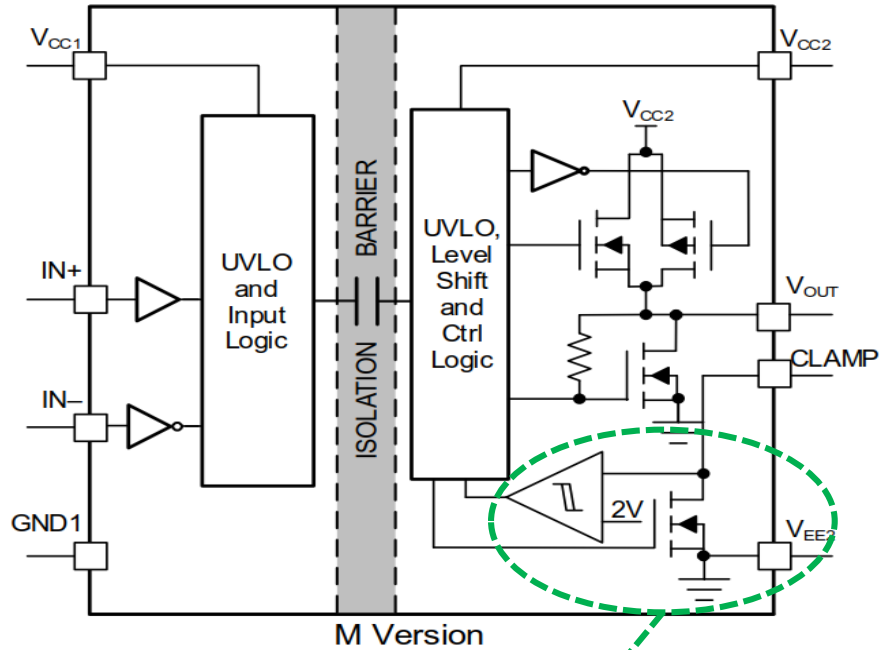 VCC1
VCC2
VCC2
UVLO
and
Input
Logic
ISOLATION BARRIER
UVLO,
Level
Shift
and
Ctrl
Logic
IN+
IN–
GND1
VOUT
CLAMP
2V
VEE2
M Version